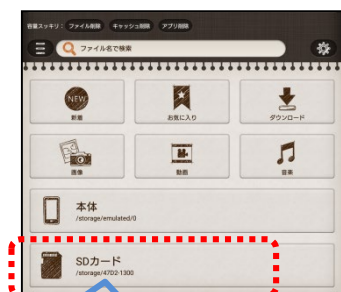 容量スッキリ： ファイル削除 キャッシュ削除 アプリ削除
ファイル名で検索
NEW
新着 お気に入り ダウンロード
画像 動画 音楽
本体
/storage/emulated/0
SDカード
/storage/47D2-1300